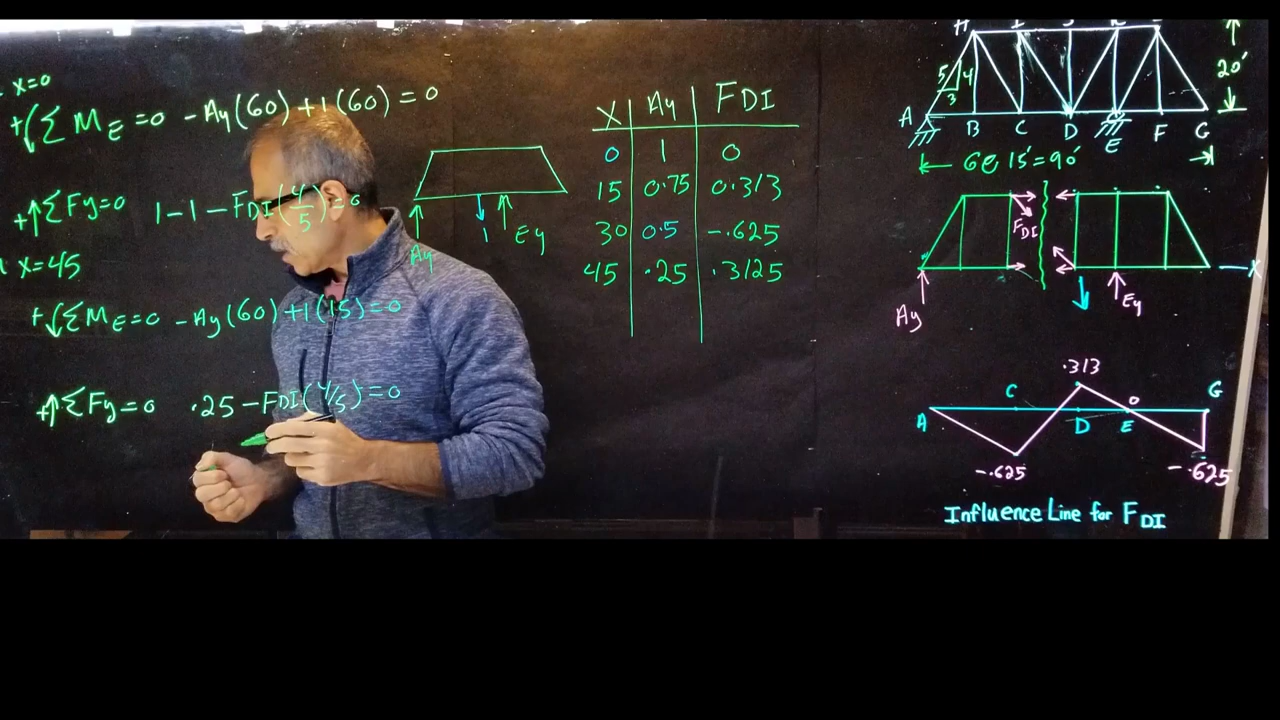 x=0
+ΣM_E=0 -Ay(60)+1(60)=0
+↑ΣFy=0 1-1-FDI(4/5)=0
x=45
+ΣM_E=0 -Ay(60)+1(15)=0
+↑ΣFy=0 .25-FDI(4/5)=0
Ay
1
Ey
X Ay FDI
0 1 0
15 0.75 0.313
30 0.5 -.625
45 .25 .3125
H I J K
5 4
3
20'
A B C D E F G
6@15'=90'
FDI
X
Ay
Ey
.313
A C D E 0 G
-.625
-.625
Influence Line for F_DI